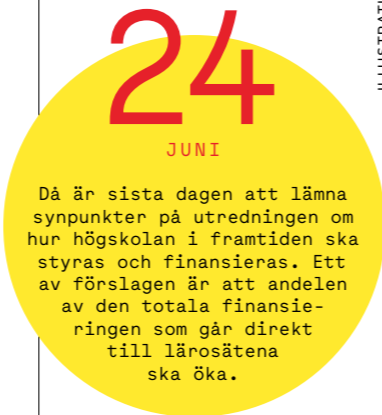 24
JUNI
Då är sista dagen att lämna
synpunkter på utredningen om
hur högskolan i framtiden ska
styras och finansieras. Ett
av förslagen är att andelen
av den totala finansie-
ringen som går direkt
till lärosätena
ska öka.